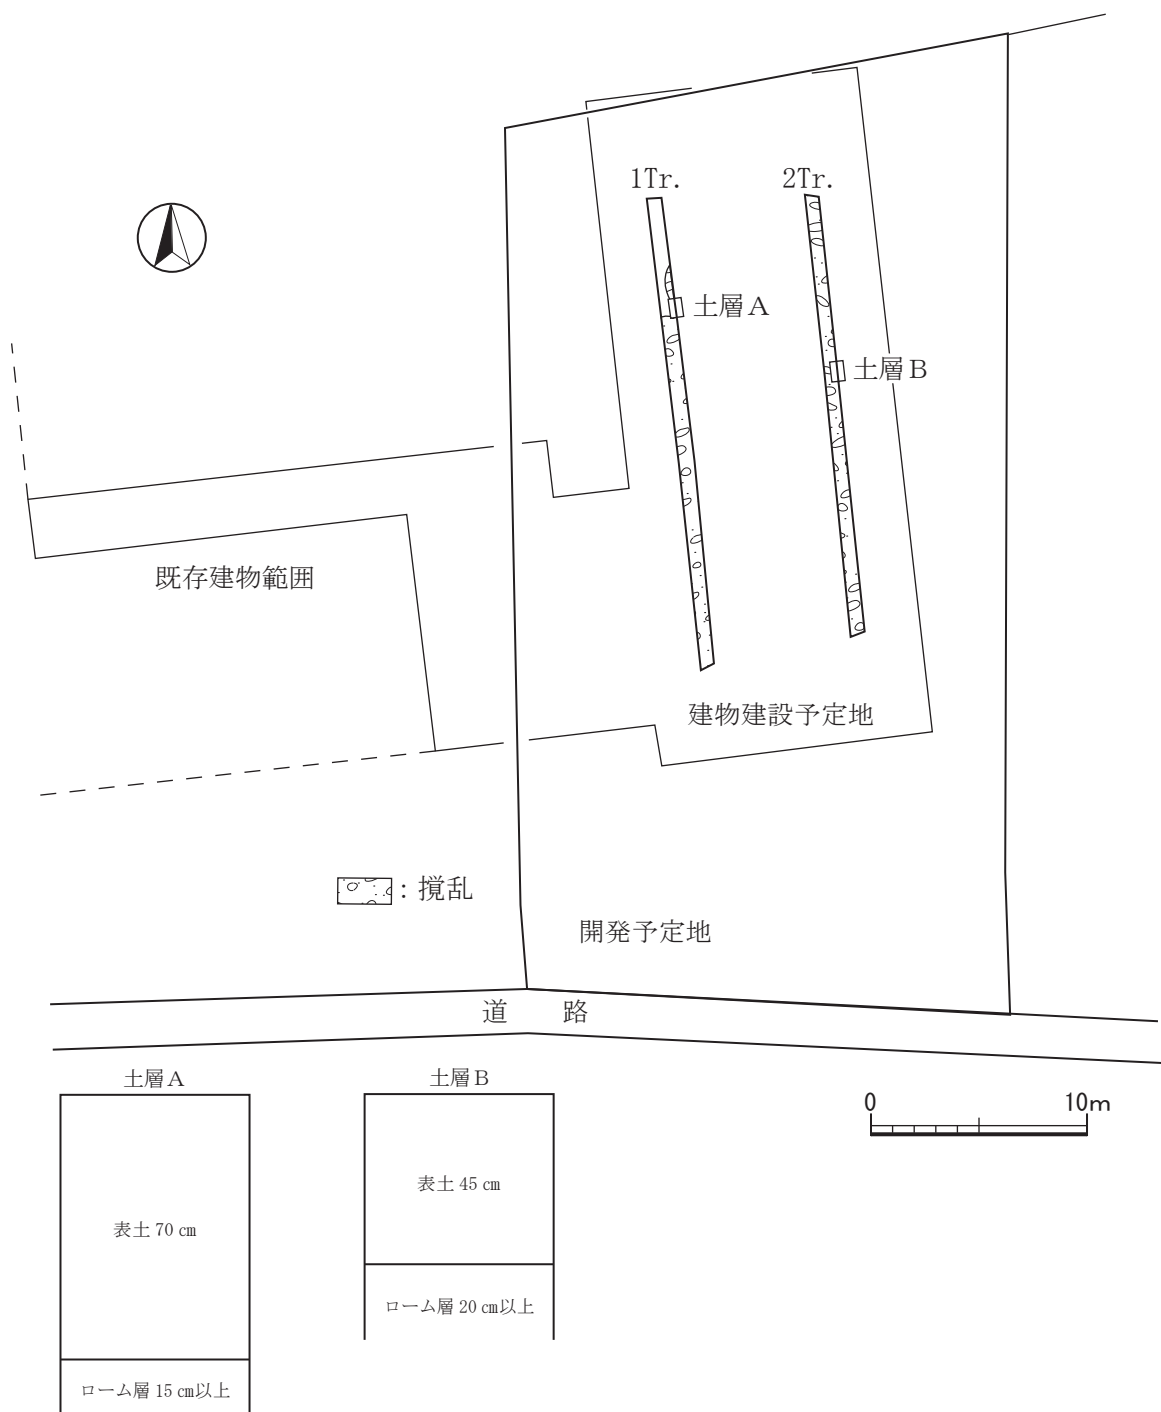 1Tr.
2Tr.
土層A
土層B
既存建物範囲
建物建設予定地
：撹乱
開発予定地
道　路
土層A
土層B
0 10m
表土 70 ㎝
表土 45 ㎝
ローム層 20 ㎝以上
ローム層 15 ㎝以上